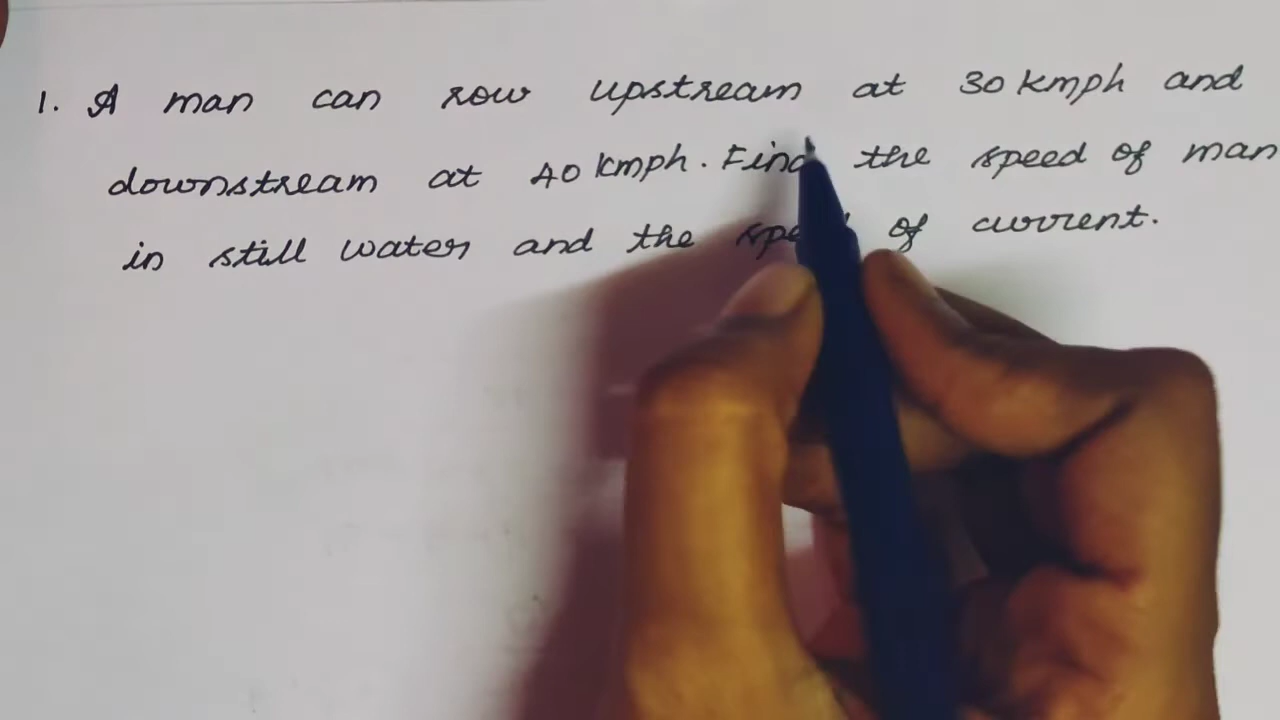 1. A man can row upstream at 30 kmph and
downstream at 40 kmph. Find the speed of man
in still water and the speed of current.